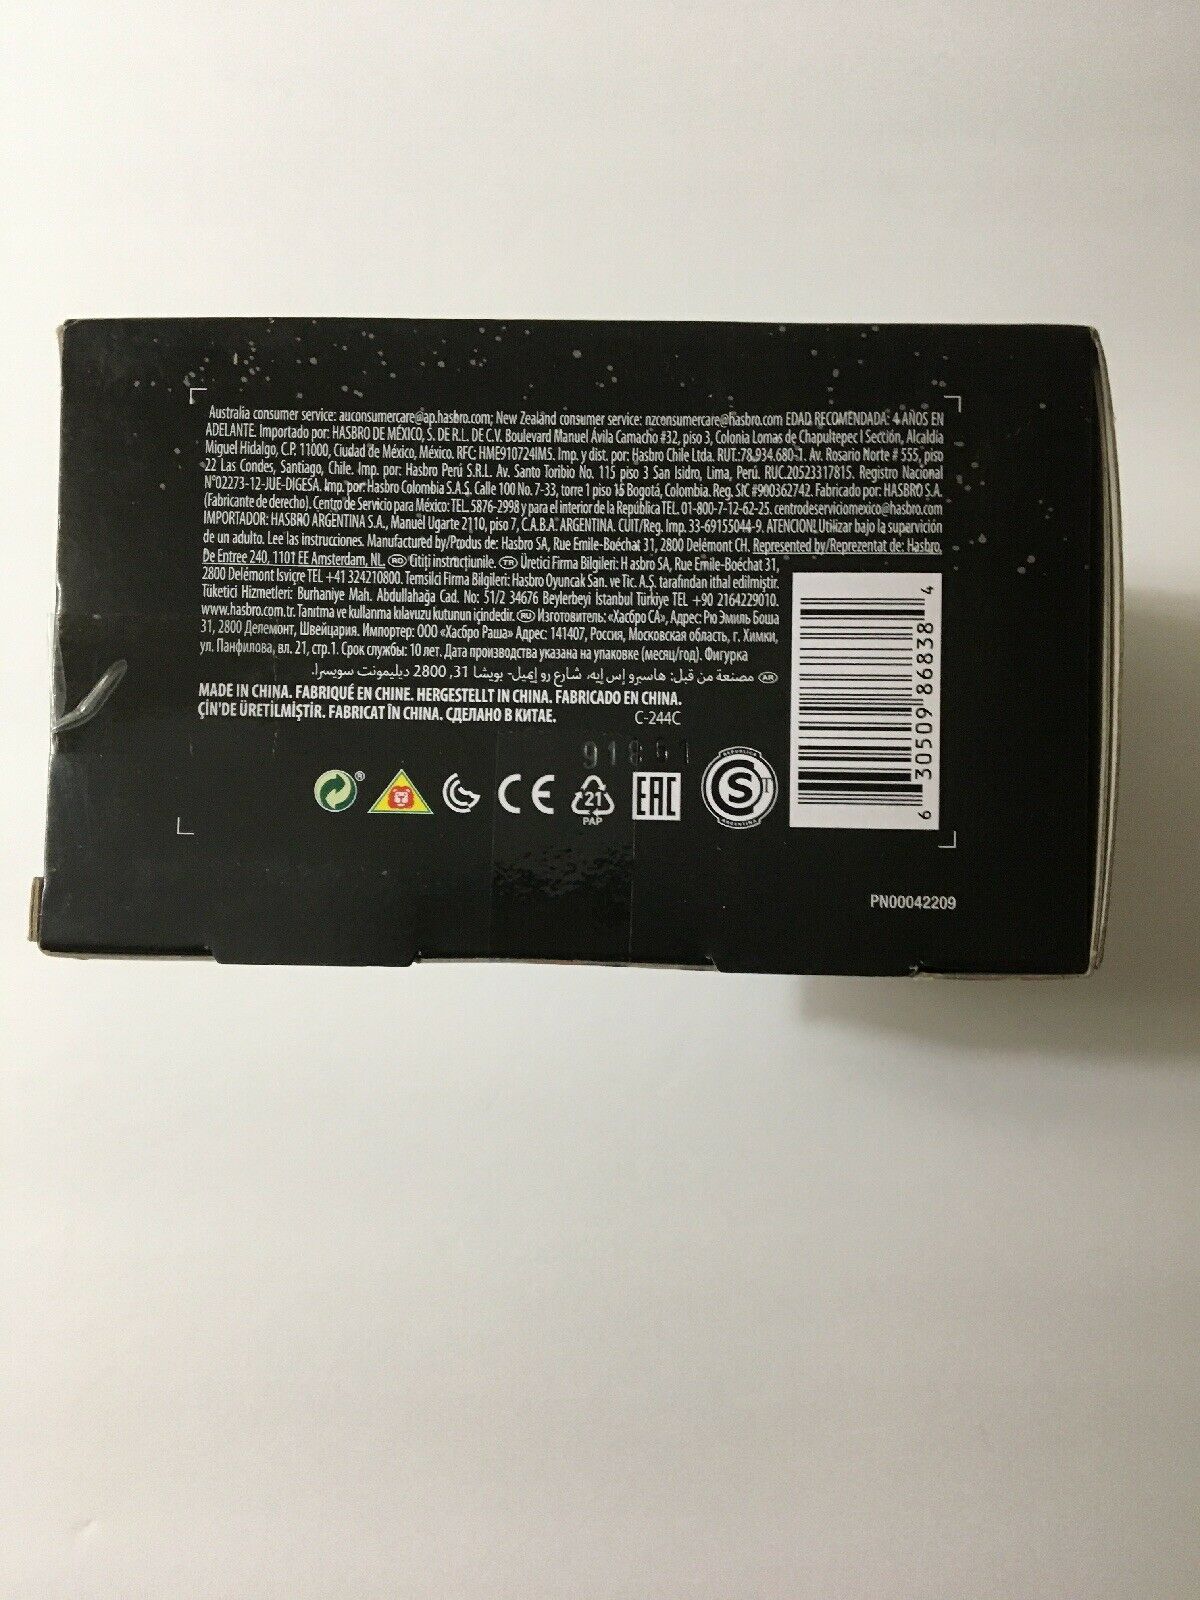 Australia consumer service: auconsumercare@ap.hasbro.com; New Zealand consumer service: nzconsumercare@hasbro.com EDAD RECOMENDADA: 4 AÑOS EN
ADELANTE. Importado por: HASBRO DE MÉXICO, S. DE R.L. DE C.V. Boulevard Manuel Ávila Camacho #32, piso 3, Colonia Lomas de Chapultepec I Sección, Alcaldía
Miguel Hidalgo, C.P. 11000, Ciudad de México, México. RFC: HME910724IM5. Imp. y dist. por: Hasbro Chile Ltda. RUT.:78.934.680-1. Av. Rosario Norte # 555, piso
22 Las Condes, Santiago, Chile. Imp. por: Hasbro Perú S.R.L. Av. Santo Toribio No. 115 piso 3 San Isidro, Lima, Perú. RUC.20523317815. Registro Nacional
N°02273-12-JUE-DIGESA. Imp. por: Hasbro Colombia S.A.S. Calle 100 No. 7-33, torre 1 piso 15 Bogotá, Colombia. Reg. SIC #900362742. Fabricado por: HASBRO S.A.
(Fabricante de derecho). Centro de Servicio para México: TEL. 5876-2998 y para el interior de la República TEL. 01-800-7-12-62-25. centrodeserviciomexico@hasbro.com
IMPORTADOR: HASBRO ARGENTINA S.A., Manuel Ugarte 2110, piso 7, C.A.B.A. ARGENTINA. CUIT/Reg. Imp. 33-69155044-9. ATENCION! Utilizar bajo la supervición
de un adulto. Lee las instrucciones. Manufactured by/Produs de: Hasbro SA, Rue Emile-Boéchat 31, 2800 Delémont CH. Represented by/Reprezentat de: Hasbro,
De Entree 240, 1101 EE Amsterdam, NL. RO Citiți instrucțiunile. TR Üretici Firma Bilgileri: H asbro SA, Rue Emile-Boéchat 31,
2800 Delémont Isviçre TEL +41 324210800. Temsilci Firma Bilgileri: Hasbro Oyuncak San. ve Tic. A.Ş. tarafından ithal edilmiştir.
Tüketici Hizmetleri: Burhaniye Mah. Abdullahağa Cad. No: 51/2 34676 Beylerbeyi İstanbul Türkiye TEL +90 2164229010.
www.hasbro.com.tr. Tanıtma ve kullanma kılavuzu kutunun içindedir. RU Изготовитель: «Хасбро СА», Адрес: Рю Эмиль Боша
31, 2800 Делемонт, Швейцария. Импортер: ООО «Хасбро Раша» Адрес: 141407, Россия, Московская область, г. Химки,
ул. Панфилова, вл. 21, стр.1. Срок службы: 10 лет. Дата производства указана на упаковке (месяц/год). Фигурка
AR مصنعة من قبل: هاسبرو إس إيه، شارع رو إيميل- بويشا 31, 2800 ديليمونت سويسرا.
MADE IN CHINA. FABRIQUÉ EN CHINE. HERGESTELLT IN CHINA. FABRICADO EN CHINA.
ÇİN'DE ÜRETİLMİŞTİR. FABRICAT ÎN CHINA. СДЕЛАНО В КИТАЕ.
C-244C
® CE 21 PAP EAC
REPUBLICA S ARGENTINA
6 30509 86838 4
PN00042209